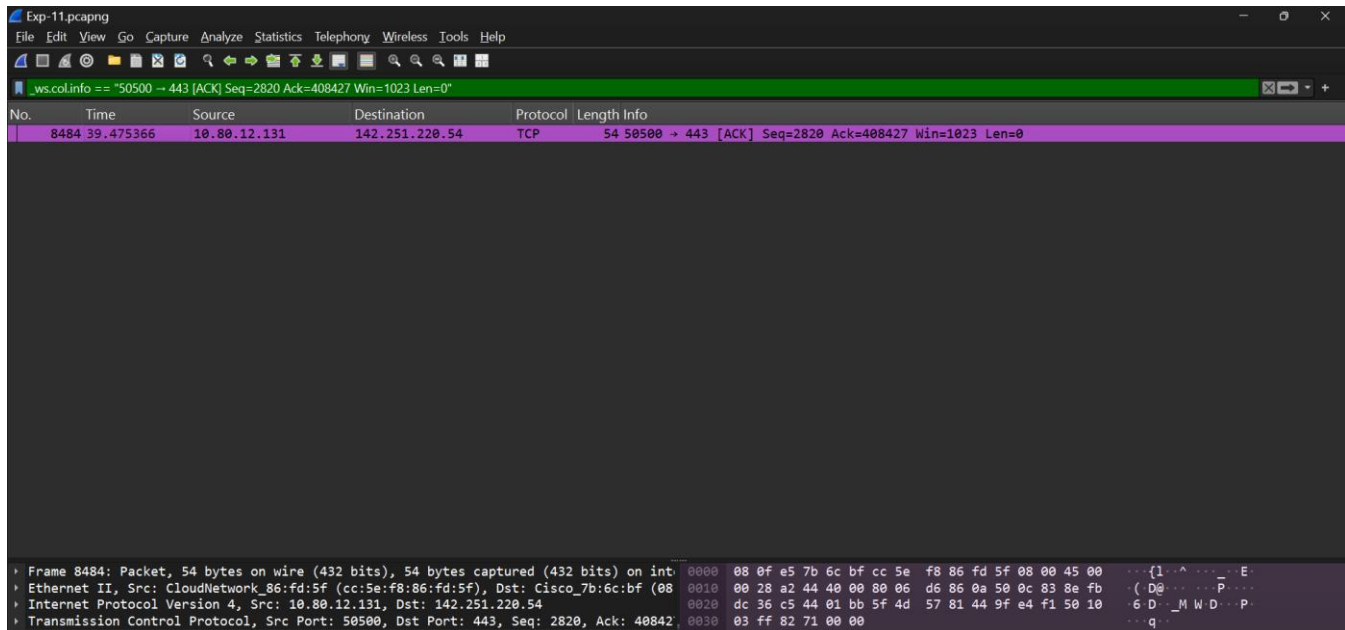 Exp-11.pcapng
File Edit View Go Capture Analyze Statistics Telephony Wireless Tools Help
_ws.col.info == "50500 → 443 [ACK] Seq=2820 Ack=408427 Win=1023 Len=0"
No. Time Source Destination Protocol Length Info
8484 39.475366 10.80.12.131 142.251.220.54 TCP 54 50500 → 443 [ACK] Seq=2820 Ack=408427 Win=1023 Len=0
Frame 8484: Packet, 54 bytes on wire (432 bits), 54 bytes captured (432 bits) on int 0000 08 0f e5 7b 6c bf cc 5e f8 86 fd 5f 08 00 45 00 ···{l··^ ···_··E·
Ethernet II, Src: CloudNetwork_86:fd:5f (cc:5e:f8:86:fd:5f), Dst: Cisco_7b:6c:bf (08 0010 00 28 a2 44 40 00 80 06 d6 86 0a 50 0c 83 8e fb ·(·D@··· ···P····
Internet Protocol Version 4, Src: 10.80.12.131, Dst: 142.251.220.54 0020 dc 36 c5 44 01 bb 5f 4d 57 81 44 9f e4 f1 50 10 ·6·D··_M W·D···P·
Transmission Control Protocol, Src Port: 50500, Dst Port: 443, Seq: 2820, Ack: 40842 0030 03 ff 82 71 00 00 ···q··